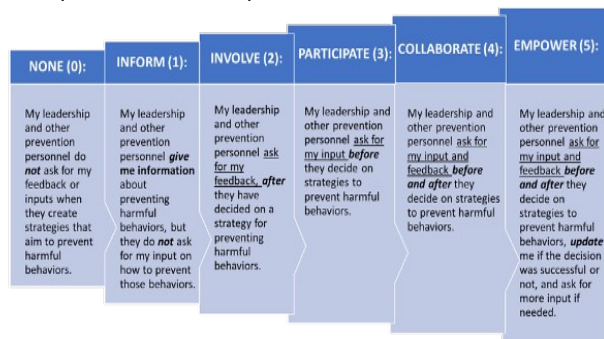 NONE (0):
My leadership
and other
prevention
personnel do
not ask for my
feedback or
inputs when
they create
strategies that
aim to prevent
harmful
behaviors.
INFORM (1):
My leadership
and other
prevention
personnel give
me information
about
preventing
harmful
behaviors, but
they do not ask
for my input on
how to prevent
those behaviors.
INVOLVE (2):
My leadership
and other
prevention
personnel ask
for my
feedback, after
they have
decided on a
strategy for
preventing
harmful
behaviors.
PARTICIPATE (3):
My leadership and
other prevention
personnel ask for
my input before
they decide on
strategies to
prevent harmful
behaviors.
COLLABORATE (4):
My leadership and
other prevention
personnel ask for
my input and
feedback before
and after they
decide on strategies
to prevent harmful
behaviors.
EMPOWER (5):
My leadership and
other prevention
personnel ask for
my input and
feedback before
and after they
decide on
strategies to
prevent harmful
behaviors, update
me if the decision
was successful or
not, and ask for
more input if
needed.